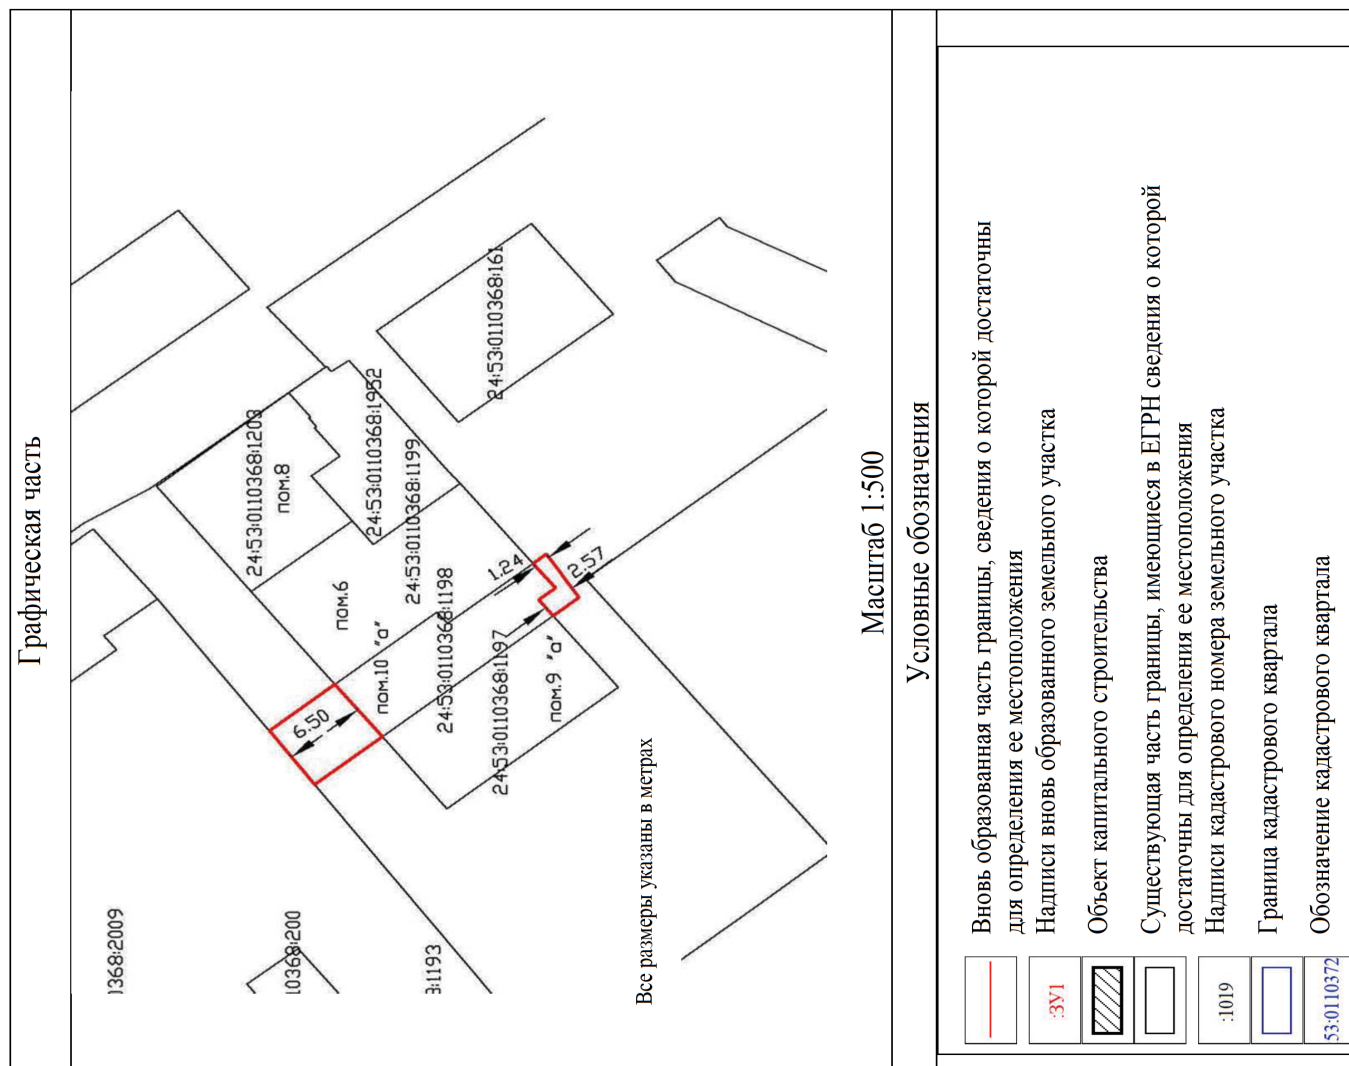 Графическая часть
:2009
:200
:1193
24:53:0110368:1203
пом.8
24:53:0110368:1952
24:53:0110368:1199
пом.6
24:53:0110368:161
6.50
пом.10 "а"
24:53:0110368:1198
1.24
2.57
24:53:0110368:1197
пом.9 "а"
Все размеры указаны в метрах
Масштаб 1:500
Условные обозначения
Вновь образованная часть границы, сведения о которой достаточны
для определения ее местоположения
:ЗУ1
Надписи вновь образованного земельного участка
Объект капитального строительства
Существующая часть границы, имеющиеся в ЕГРН сведения о которой
достаточны для определения ее местоположения
:1019
Надписи кадастрового номера земельного участка
Граница кадастрового квартала
53:0110372
Обозначение кадастрового квартала